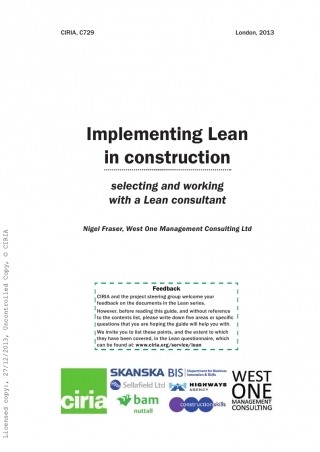 CIRIA, C729
London, 2013
Implementing Lean
in construction
selecting and working
with a Lean consultant
Nigel Fraser, West One Management Consulting Ltd
Feedback
CIRIA and the project steering group welcome your
feedback on the documents in the Lean series.
However, before reading this guide, and without reference
to the contents list, please write down five areas or specific
questions that you are hoping the guide will help you with.
We invite you to list these points, and the extent to which
they have been covered, in the Lean questionnaire, which
can be found at: www.ciria.org/service/lean
ciria
SKANSKA
BIS
Department for Business
Innovation & Skills
Sellafield Ltd
HIGHWAYS
AGENCY
bam
nuttall
constructionskills
WEST
ONE
MANAGEMENT
CONSULTING
Licensed copy, 27/12/2013, Uncontrolled Copy, © CIRIA